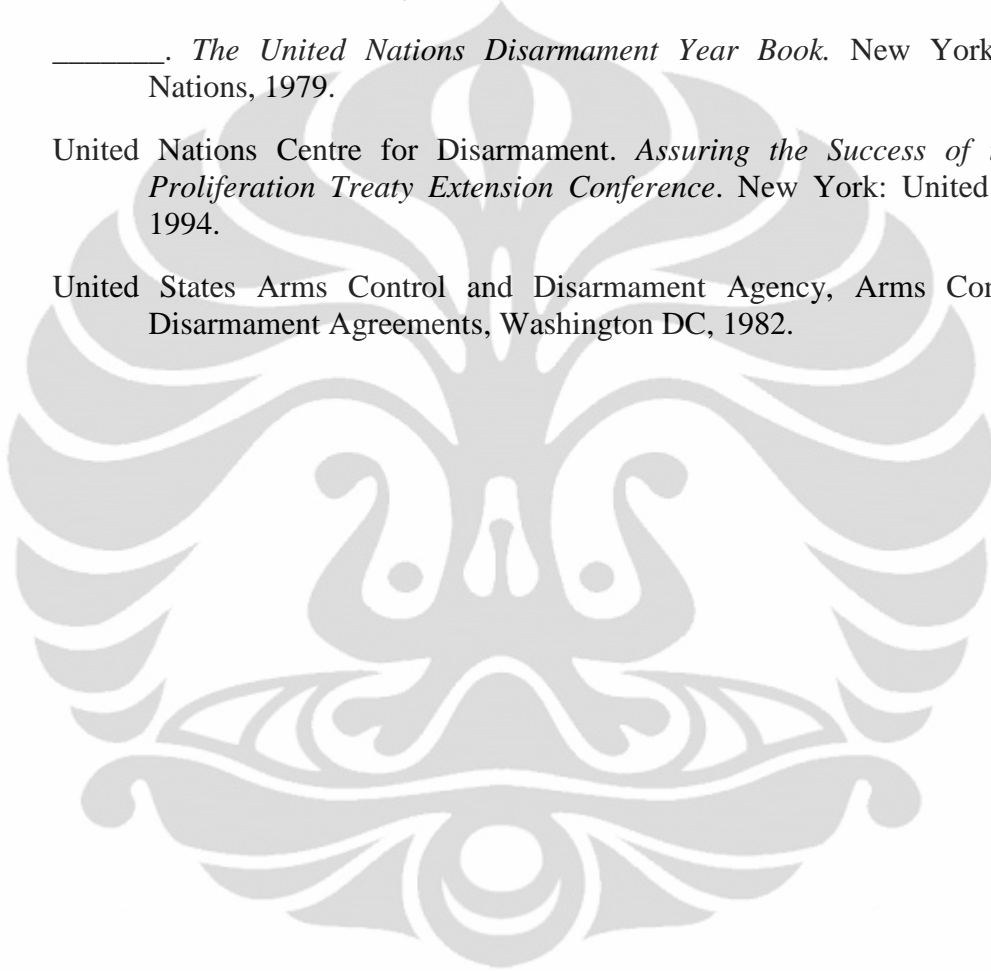 _______. The United Nations Disarmament Year Book. New York
Nations, 1979.
United Nations Centre for Disarmament. Assuring the Success of
Proliferation Treaty Extension Conference. New York: United
1994.
United States Arms Control and Disarmament Agency, Arms Con
Disarmament Agreements, Washington DC, 1982.